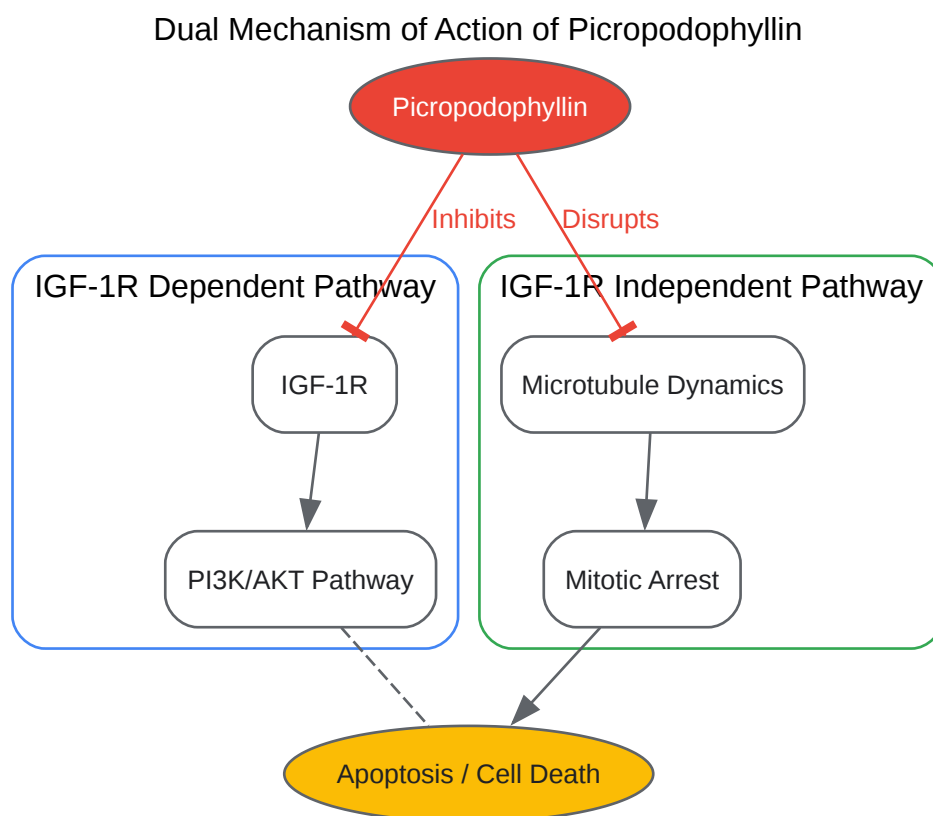 Dual Mechanism of Action of Picropodophyllin
Picropodophyllin
Inhibits
Disrupts
IGF-1R Dependent Pathway
IGF-1R Independent Pathway
IGF-1R
Microtubule Dynamics
PI3K/AKT Pathway
Mitotic Arrest
Apoptosis / Cell Death